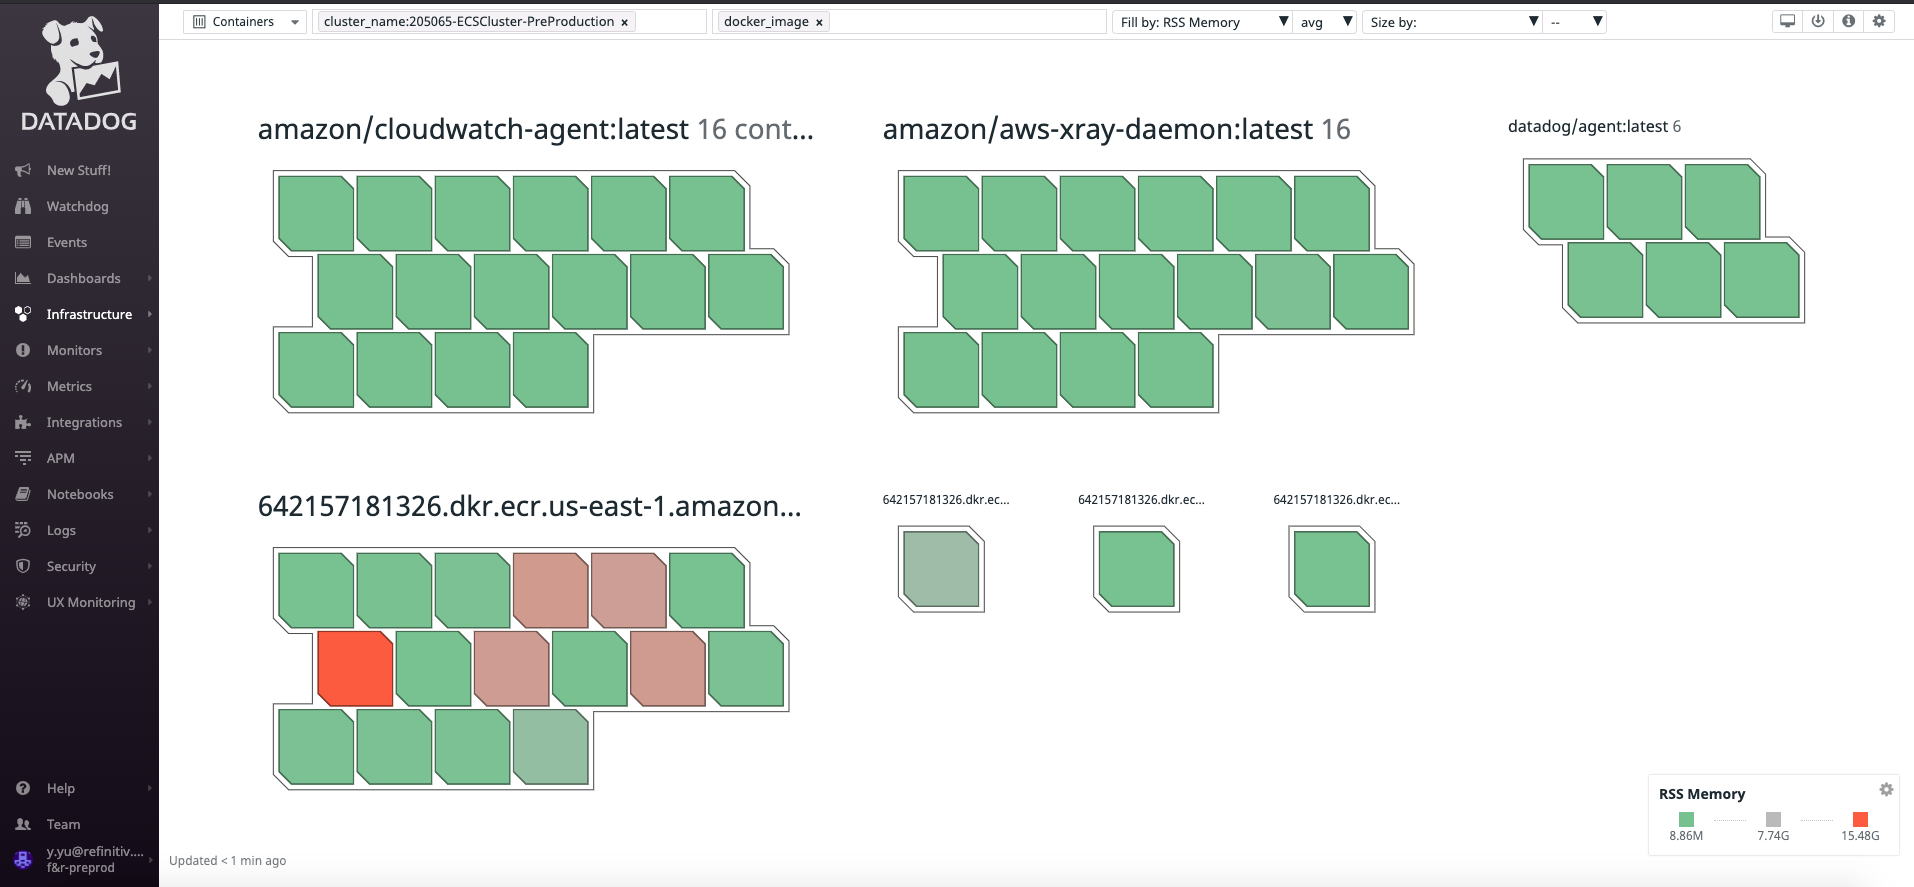 Containers
cluster_name:205065-ECSCluster-PreProduction ×
docker_image ×
Fill by: RSS Memory
avg
Size by:
--
DATADOG
New Stuff!
Watchdog
Events
Dashboards
Infrastructure
Monitors
Metrics
Integrations
APM
Notebooks
Logs
Security
UX Monitoring
Help
Team
y.yu@refinitiv....
f&r-preprod
amazon/cloudwatch-agent:latest 16 cont...
amazon/aws-xray-daemon:latest 16
datadog/agent:latest 6
642157181326.dkr.ecr.us-east-1.amazon...
642157181326.dkr.ec...
642157181326.dkr.ec...
642157181326.dkr.ec...
RSS Memory
8.86M
7.74G
15.48G
Updated < 1 min ago